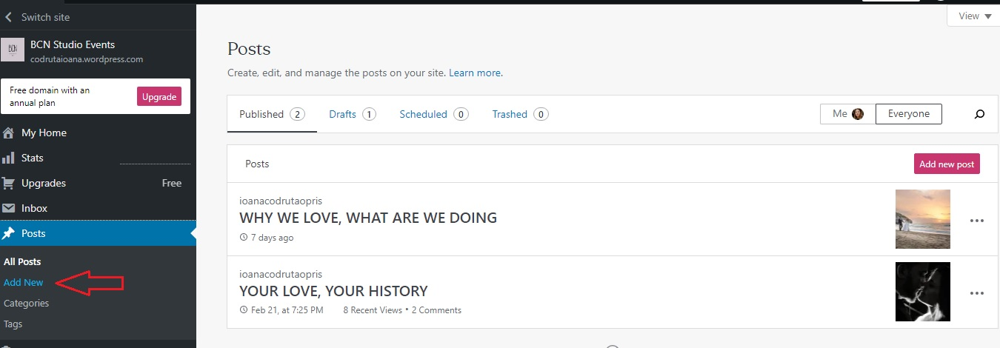 Switch site
BCN Studio Events
codrutaioana.wordpress.com
Free domain with an
annual plan
Upgrade
My Home
Stats
Upgrades Free
Inbox
Posts
All Posts
Add New
Categories
Tags
View
Posts
Create, edit, and manage the posts on your site. Learn more.
Published 2 Drafts 1 Scheduled 0 Trashed 0 Me Everyone
Posts Add new post
ioanacodrutaopris
WHY WE LOVE, WHAT ARE WE DOING
7 days ago
ioanacodrutaopris
YOUR LOVE, YOUR HISTORY
Feb 21, at 7:25 PM 8 Recent Views • 2 Comments